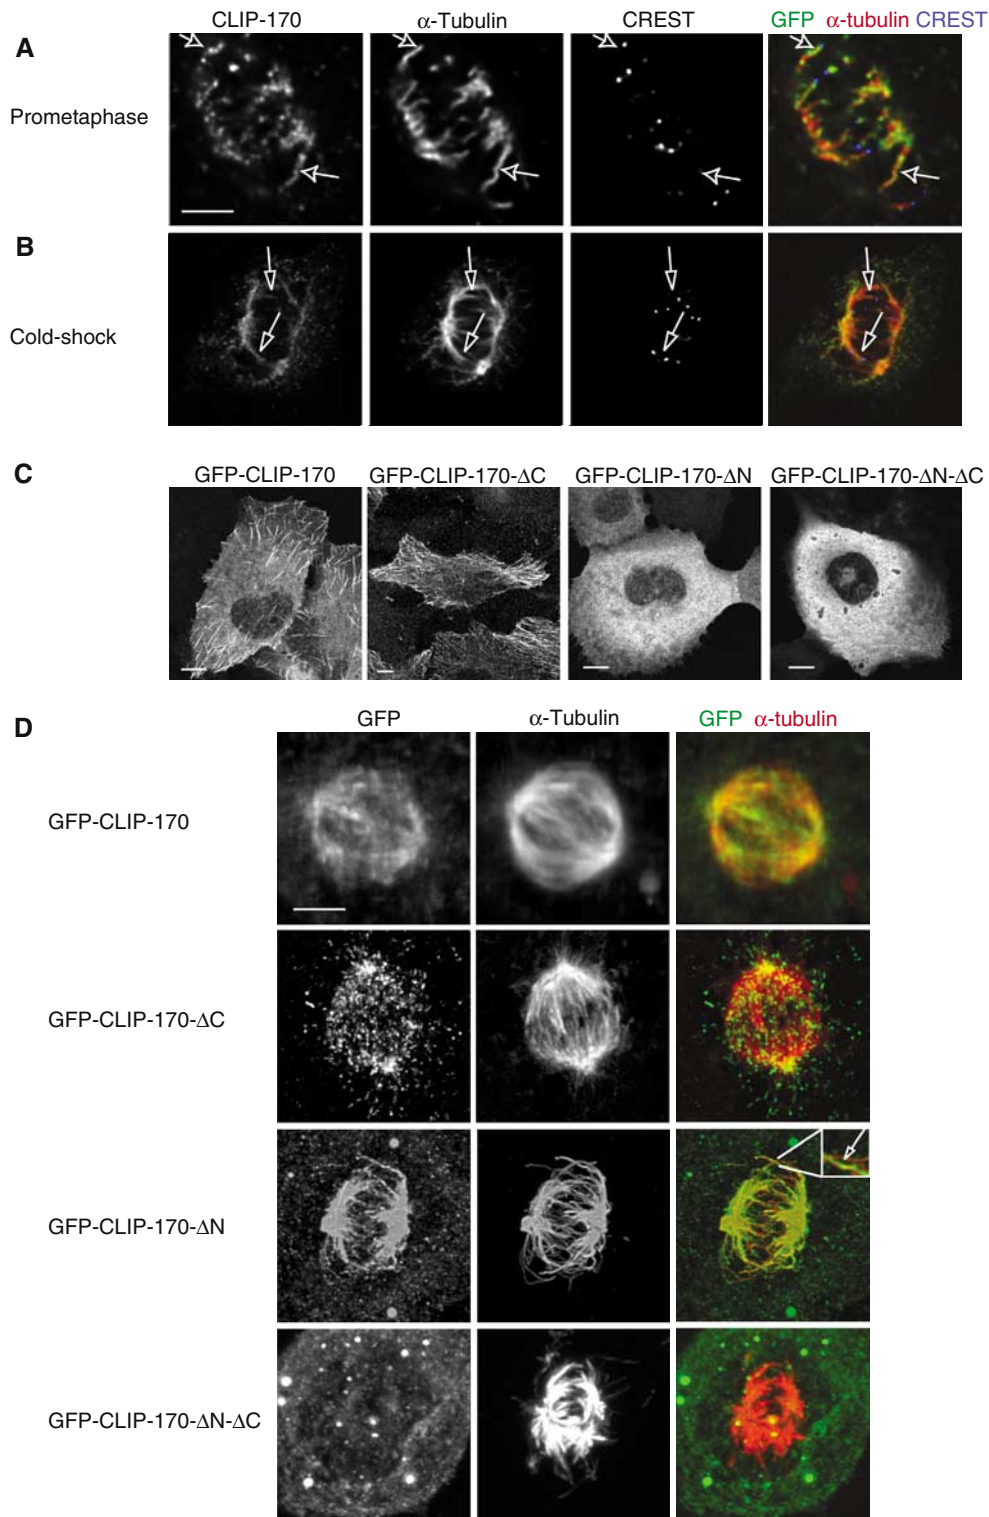 CLIP-170 α-Tubulin CREST GFP α-tubulin CREST
A
Prometaphase
B
Cold-shock
C
GFP-CLIP-170 GFP-CLIP-170-ΔC GFP-CLIP-170-ΔN GFP-CLIP-170-ΔN-ΔC
D
GFP α-Tubulin GFP α-tubulin
GFP-CLIP-170
GFP-CLIP-170-ΔC
GFP-CLIP-170-ΔN
GFP-CLIP-170-ΔN-ΔC